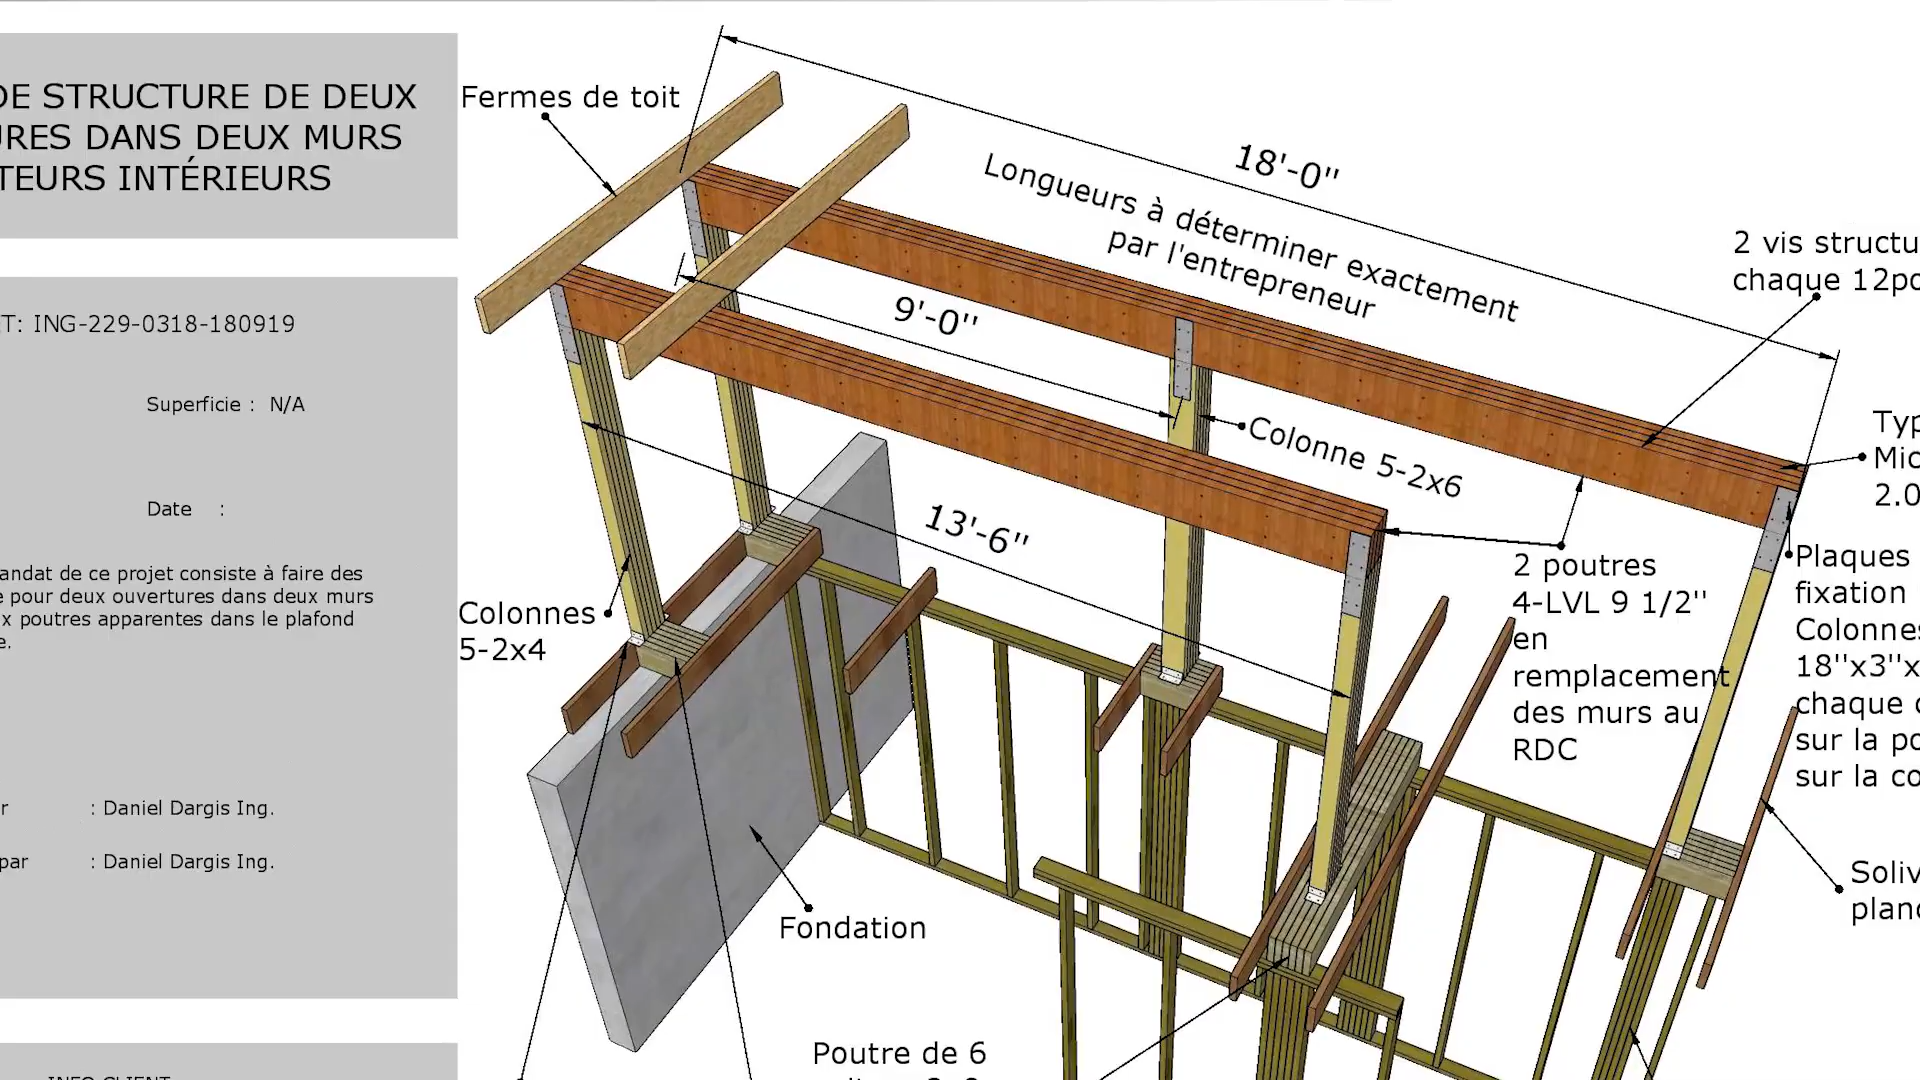 DE STRUCTURE DE DEUX
URES DANS DEUX MURS
TEURS INTÉRIEURS
T: ING-229-0318-180919
Superficie : N/A
Date :
andat de ce projet consiste à faire des
e pour deux ouvertures dans deux murs
x poutres apparentes dans le plafond
e.
r : Daniel Dargis Ing.
par : Daniel Dargis Ing.
INFO CLIENT
Fermes de toit
18'-0''
Longueurs à déterminer exactement
par l'entrepreneur
9'-0''
2 vis structu
chaque 12po
Colonne 5-2x6
Typ
Mic
2.0
13'-6''
2 poutres
4-LVL 9 1/2''
en
remplacement
des murs au
RDC
Plaques
fixation
Colonnes
18''x3''x
chaque c
sur la po
sur la co
Colonnes
5-2x4
Soliv
planc
Fondation
Poutre de 6